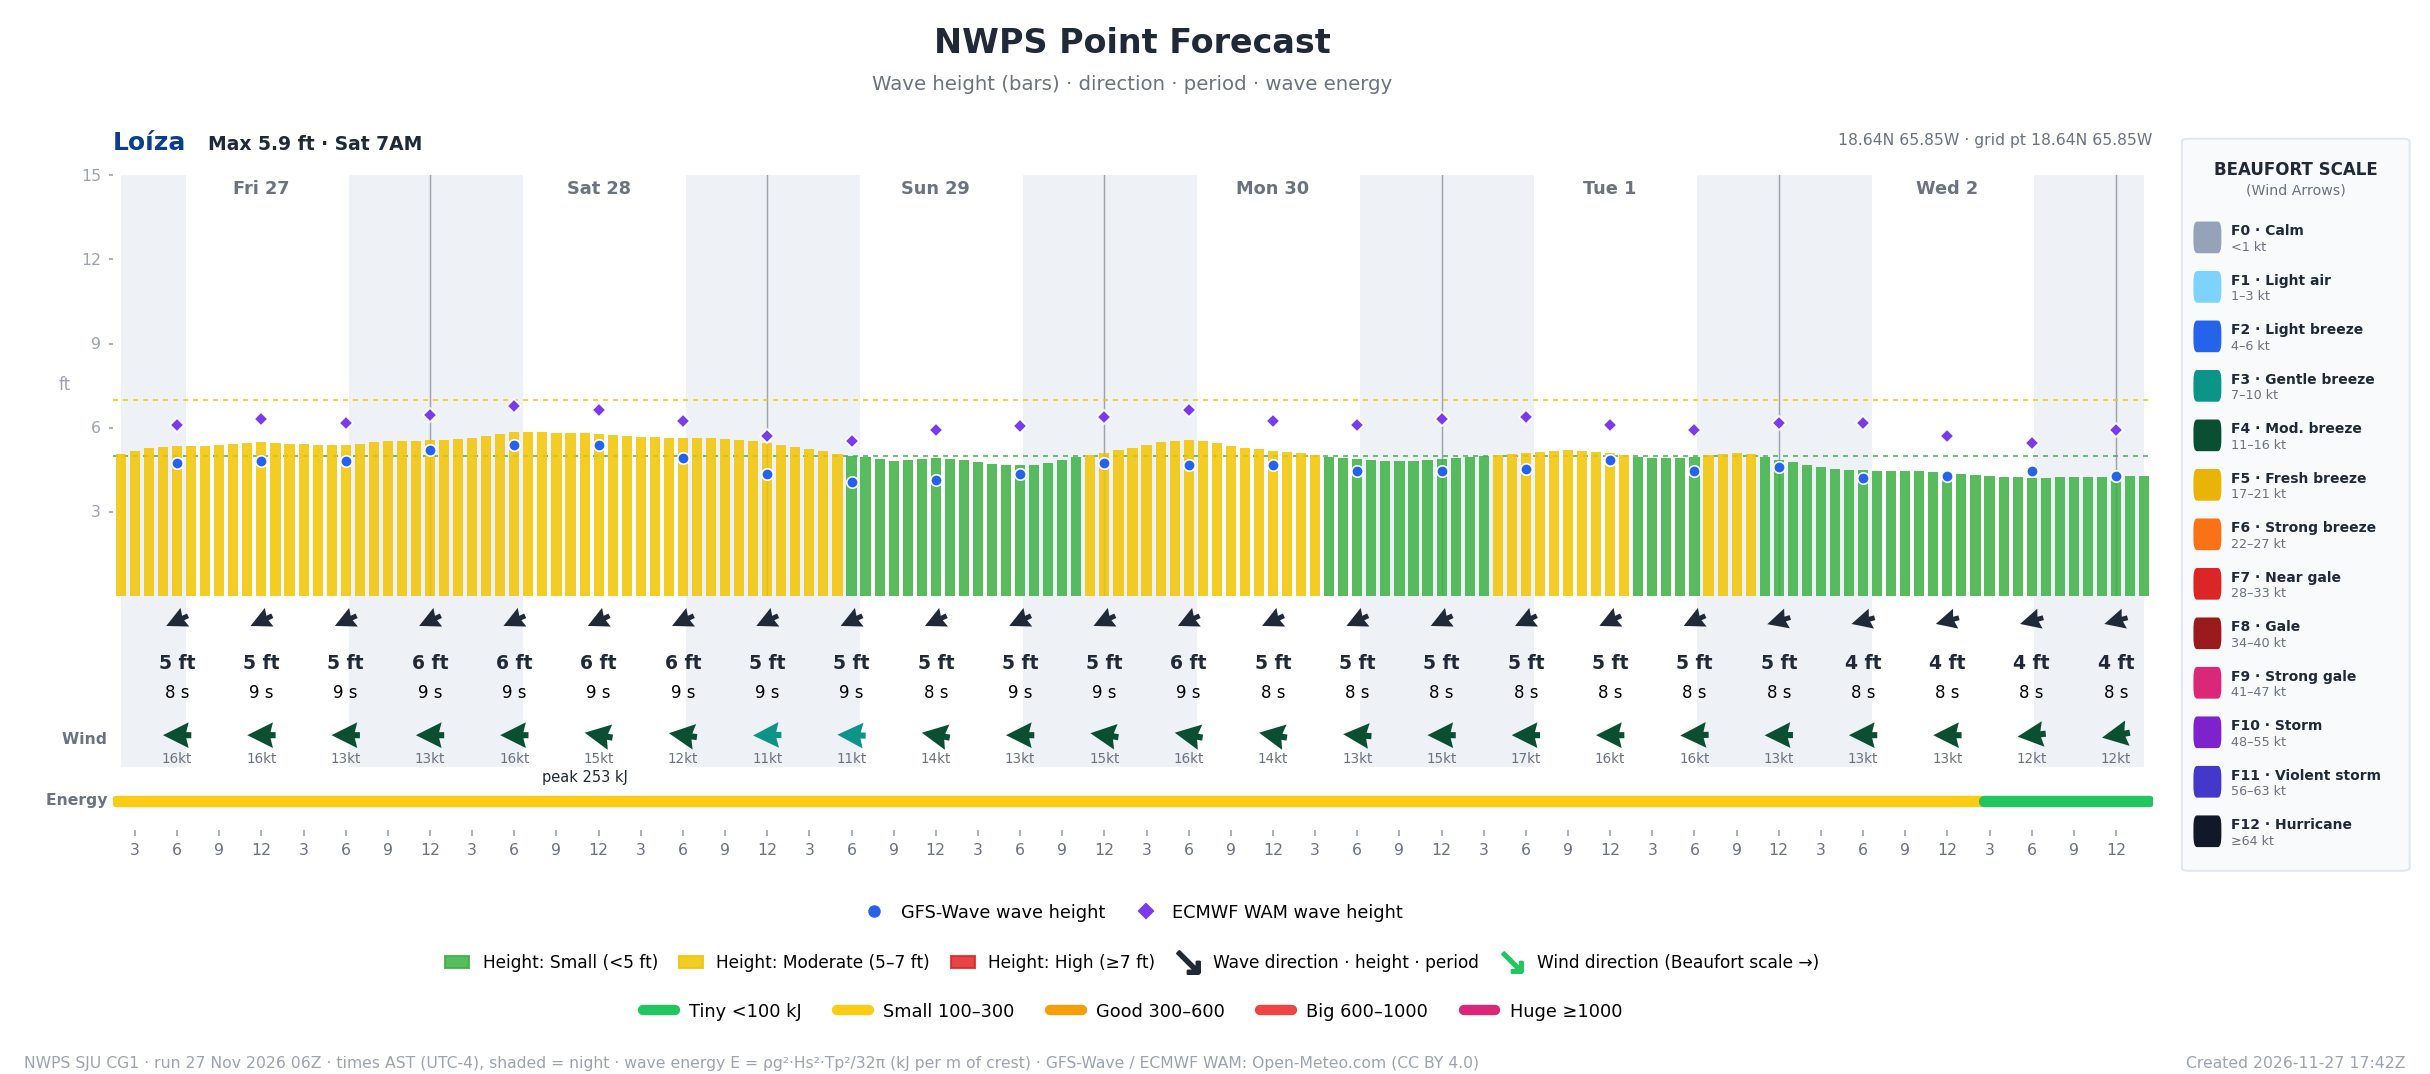 NWPS Point Forecast
Wave height (bars) · direction · period · wave energy
Loíza Max 5.9 ft · Sat 7AM
18.64N 65.85W · grid pt 18.64N 65.85W
15
12
9
ft
6
3
Fri 27 Sat 28 Sun 29 Mon 30 Tue 1 Wed 2
5 ft 5 ft 5 ft 6 ft 6 ft 6 ft 6 ft 5 ft 5 ft 5 ft 5 ft 5 ft 6 ft 5 ft 5 ft 5 ft 5 ft 5 ft 5 ft 5 ft 4 ft 4 ft 4 ft 4 ft
8 s 9 s 9 s 9 s 9 s 9 s 9 s 9 s 9 s 8 s 9 s 9 s 9 s 8 s 8 s 8 s 8 s 8 s 8 s 8 s 8 s 8 s 8 s 8 s
Wind
16kt 16kt 13kt 13kt 16kt 15kt 12kt 11kt 11kt 14kt 13kt 15kt 16kt 14kt 13kt 15kt 17kt 16kt 16kt 13kt 13kt 13kt 12kt 12kt
peak 253 kJ
Energy
3 6 9 12 3 6 9 12 3 6 9 12 3 6 9 12 3 6 9 12 3 6 9 12 3 6 9 12 3 6 9 12 3 6 9 12 3 6 9 12 3 6 9 12 3 6 9 12
BEAUFORT SCALE
(Wind Arrows)
F0 · Calm
<1 kt
F1 · Light air
1–3 kt
F2 · Light breeze
4–6 kt
F3 · Gentle breeze
7–10 kt
F4 · Mod. breeze
11–16 kt
F5 · Fresh breeze
17–21 kt
F6 · Strong breeze
22–27 kt
F7 · Near gale
28–33 kt
F8 · Gale
34–40 kt
F9 · Strong gale
41–47 kt
F10 · Storm
48–55 kt
F11 · Violent storm
56–63 kt
F12 · Hurricane
≥64 kt
GFS-Wave wave height ECMWF WAM wave height
Height: Small (<5 ft) Height: Moderate (5–7 ft) Height: High (≥7 ft) Wave direction · height · period Wind direction (Beaufort scale →)
Tiny <100 kJ Small 100–300 Good 300–600 Big 600–1000 Huge ≥1000
NWPS SJU CG1 · run 27 Nov 2026 06Z · times AST (UTC-4), shaded = night · wave energy E = ρg²·Hs²·Tp²/32π (kJ per m of crest) · GFS-Wave / ECMWF WAM: Open-Meteo.com (CC BY 4.0)
Created 2026-11-27 17:42Z